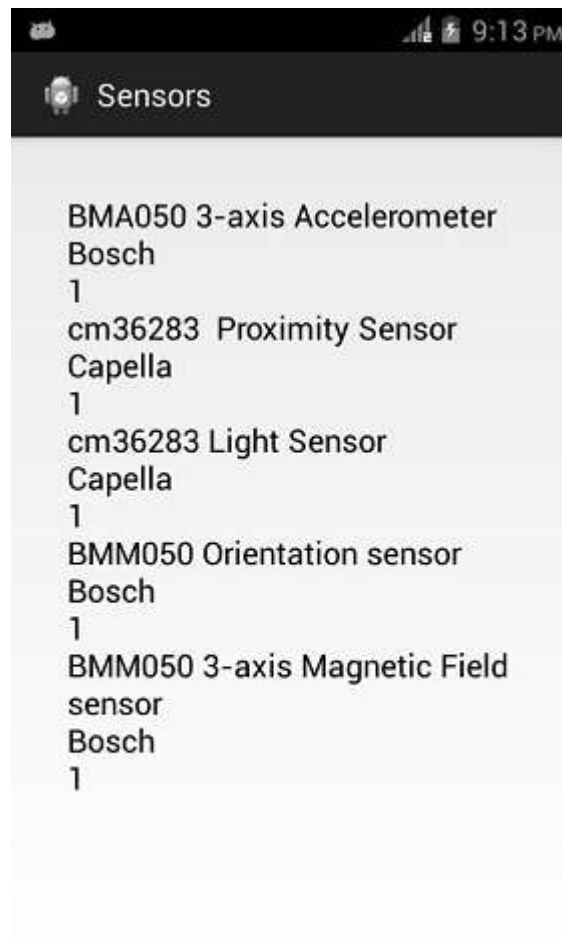 9:13 PM
Sensors
BMA050 3-axis Accelerometer
Bosch
1
cm36283  Proximity Sensor
Capella
1
cm36283 Light Sensor
Capella
1
BMM050 Orientation sensor
Bosch
1
BMM050 3-axis Magnetic Field
sensor
Bosch
1